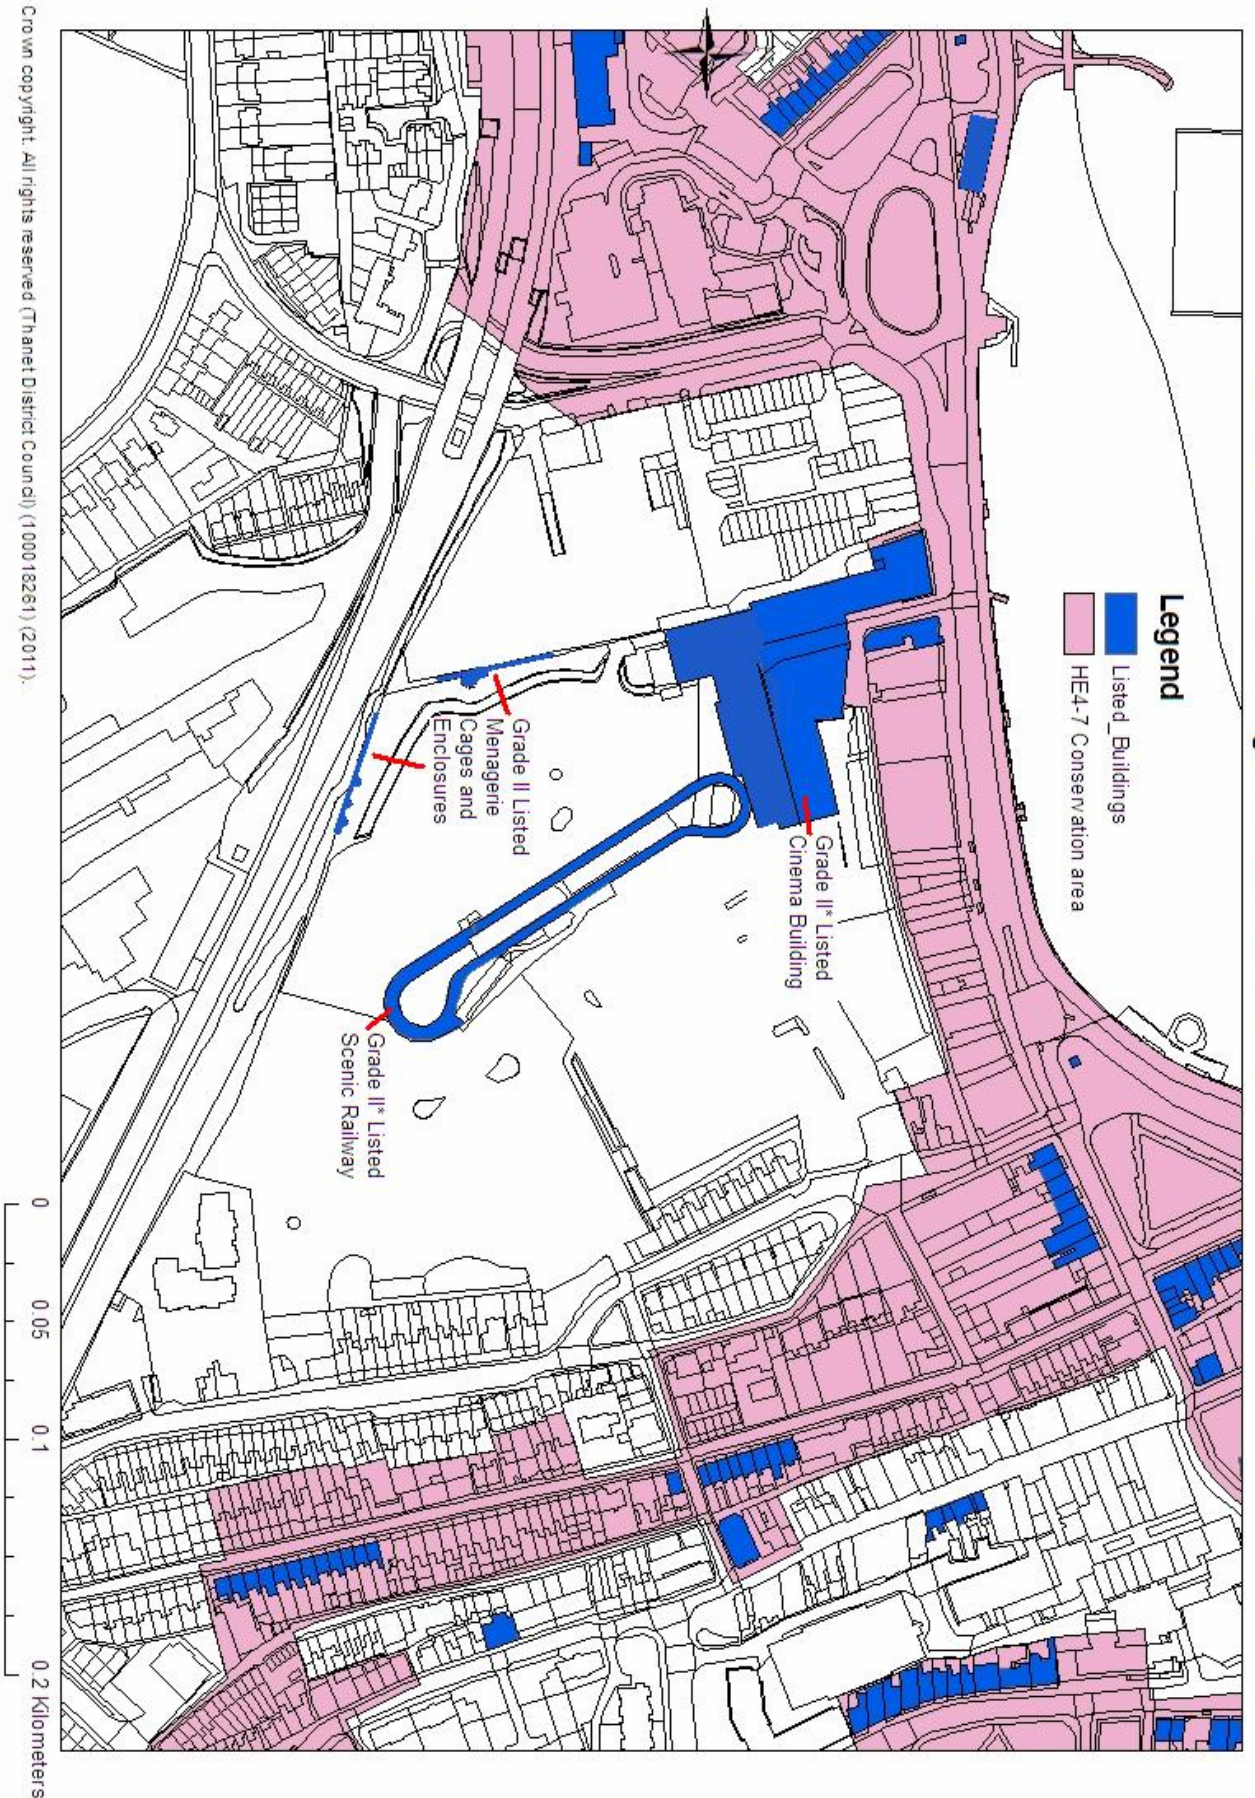 Legend
Listed_Buildings
HE4-7 Conservation area
Grade II* Listed
Cinema Building
Grade II Listed
Menagerie
Cages and
Enclosures
Grade II* Listed
Scenic Railway
0 0.05 0.1 0.2 Kilometers
Crown copyright. All rights reserved (Thanet District Council) (100018261) (2011).